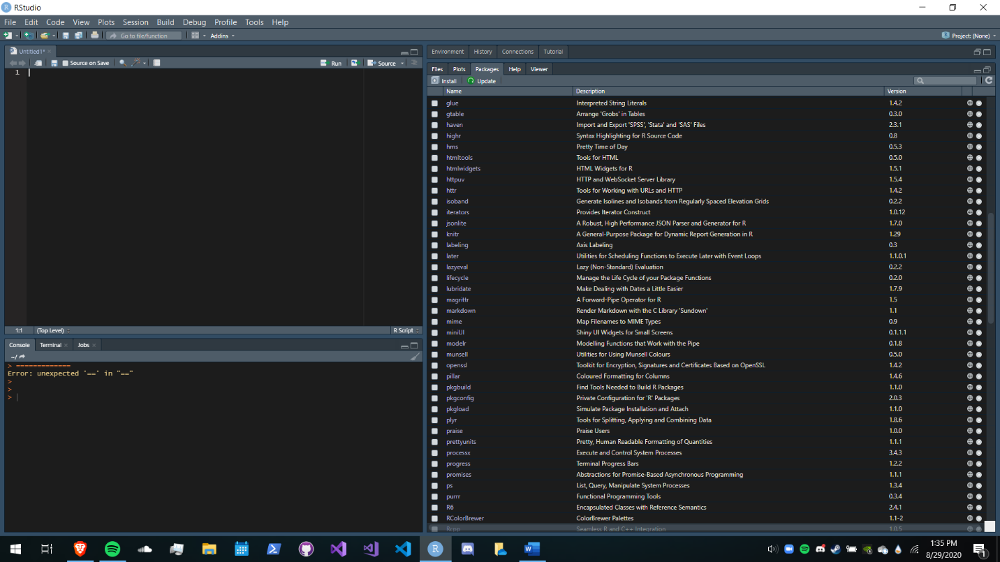 RStudio
File Edit Code View Plots Session Build Debug Profile Tools Help
Go to file/function Addins Project: (None)
Untitled1*
Source on Save Run Source
1
1:1 (Top Level) R Script
Console Terminal Jobs
~/
> =============
Error: unexpected '==' in "=="
>
>
>
Environment History Connections Tutorial
Files Plots Packages Help Viewer
Install Update
Name Description Version
glue Interpreted String Literals 1.4.2
gtable Arrange 'Grobs' in Tables 0.3.0
haven Import and Export 'SPSS', 'Stata' and 'SAS' Files 2.3.1
highr Syntax Highlighting for R Source Code 0.8
hms Pretty Time of Day 0.5.3
htmltools Tools for HTML 0.5.0
htmlwidgets HTML Widgets for R 1.5.1
httpuv HTTP and WebSocket Server Library 1.5.4
httr Tools for Working with URLs and HTTP 1.4.2
isoband Generate Isolines and Isobands from Regularly Spaced Elevation Grids 0.2.2
iterators Provides Iterator Construct 1.0.12
jsonlite A Robust, High Performance JSON Parser and Generator for R 1.7.0
knitr A General-Purpose Package for Dynamic Report Generation in R 1.29
labeling Axis Labeling 0.3
later Utilities for Scheduling Functions to Execute Later with Event Loops 1.1.0.1
lazyeval Lazy (Non-Standard) Evaluation 0.2.2
lifecycle Manage the Life Cycle of your Package Functions 0.2.0
lubridate Make Dealing with Dates a Little Easier 1.7.9
magrittr A Forward-Pipe Operator for R 1.5
markdown Render Markdown with the C Library 'Sundown' 1.1
mime Map Filenames to MIME Types 0.9
miniUI Shiny UI Widgets for Small Screens 0.1.1.1
modelr Modelling Functions that Work with the Pipe 0.1.8
munsell Utilities for Using Munsell Colours 0.5.0
openssl Toolkit for Encryption, Signatures and Certificates Based on OpenSSL 1.4.2
pillar Coloured Formatting for Columns 1.4.6
pkgbuild Find Tools Needed to Build R Packages 1.1.0
pkgconfig Private Configuration for 'R' Packages 2.0.3
pkgload Simulate Package Installation and Attach 1.1.0
plyr Tools for Splitting, Applying and Combining Data 1.8.6
praise Praise Users 1.0.0
prettyunits Pretty, Human Readable Formatting of Quantities 1.1.1
processx Execute and Control System Processes 3.4.3
progress Terminal Progress Bars 1.2.2
promises Abstractions for Promise-Based Asynchronous Programming 1.1.1
ps List, Query, Manipulate System Processes 1.3.4
purrr Functional Programming Tools 0.3.4
R6 Encapsulated Classes with Reference Semantics 2.4.1
RColorBrewer ColorBrewer Palettes 1.1-2
Rcpp Seamless R and C++ Integration 1.0.5
1:35 PM
8/29/2020
1